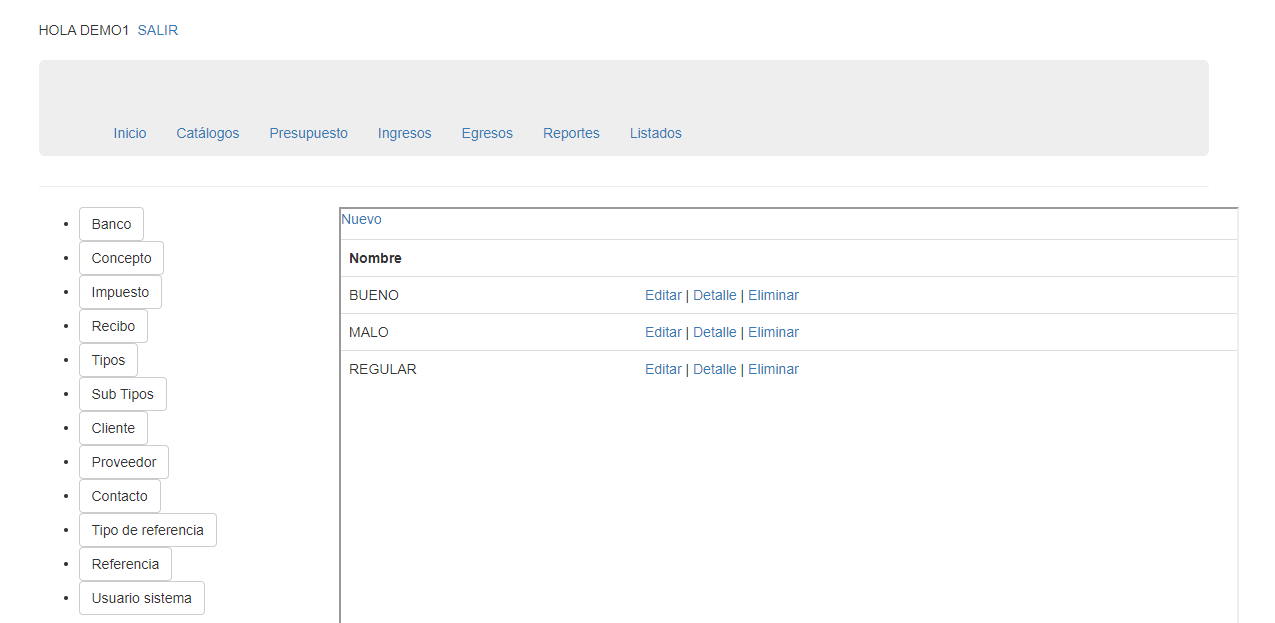 HOLA DEMO1 SALIR
Inicio Catálogos Presupuesto Ingresos Egresos Reportes Listados
Banco
Concepto
Impuesto
Recibo
Tipos
Sub Tipos
Cliente
Proveedor
Contacto
Tipo de referencia
Referencia
Usuario sistema
Nuevo
Nombre
BUENO Editar | Detalle | Eliminar
MALO Editar | Detalle | Eliminar
REGULAR Editar | Detalle | Eliminar